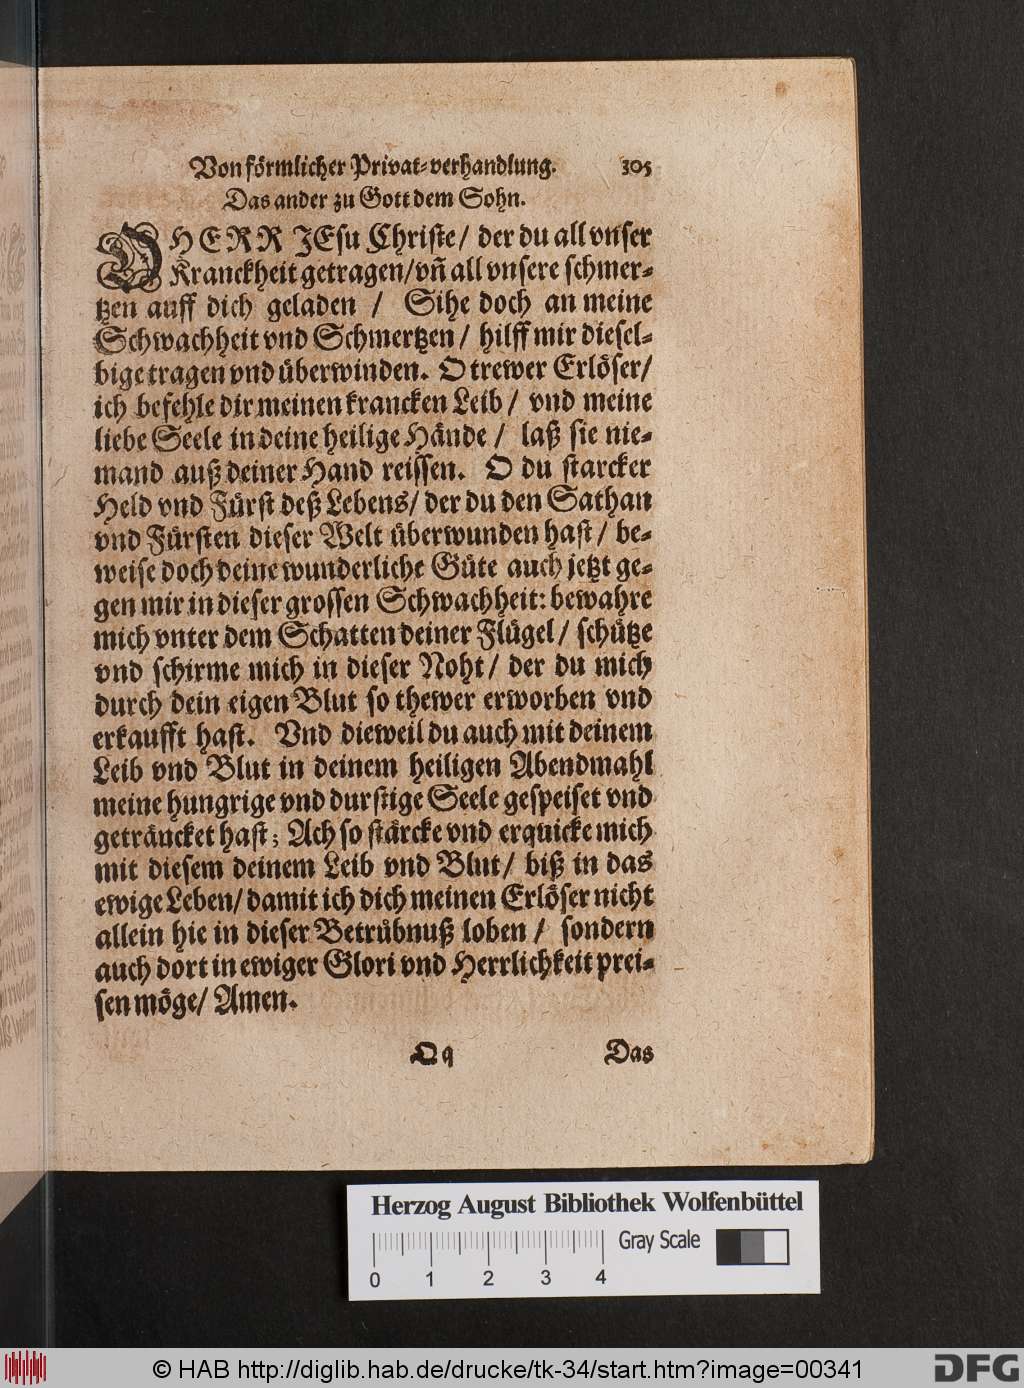 Von förmlicher Privat-verhandlung. 305
Das ander zu Gott dem Sohn.
O HERR JEsu Christe/ der du all vnser
Kranckheit getragen/ vñ all vnsere schmer-
tzen auff dich geladen / Sihe doch an meine
Schwachheit vnd Schmertzen/ hilff mir diesel-
bige tragen vnd überwinden. O trewer Erlöser/
ich befehle dir meinen krancken Leib/ vnd meine
liebe Seele in deine heilige Hände/ laß sie nie-
mand auß deiner Hand reissen. O du starcker
Held vnd Fürst deß Lebens/ der du den Sathan
vnd Fürsten dieser Welt überwunden hast/ be-
weise doch deine wunderliche Güte auch jetzt ge-
gen mir in dieser grossen Schwachheit: bewahre
mich vnter dem Schatten deiner Flügel/ schütze
vnd schirme mich in dieser Noht/ der du mich
durch dein eigen Blut so thewer erworben vnd
erkaufft hast. Vnd dieweil du auch mit deinem
Leib vnd Blut in deinem heiligen Abendmahl
meine hungrige vnd durstige Seele gespeiset vnd
geträncket hast; Ach so stärcke vnd erquicke mich
mit diesem deinem Leib vnd Blut/ biß in das
ewige Leben/ damit ich dich meinen Erlöser nicht
allein hie in dieser Betrübnuß loben / sondern
auch dort in ewiger Glori vnd Herrlichkeit prei-
sen möge/ Amen.
Qq Das
Herzog August Bibliothek Wolfenbüttel
Gray Scale
0 1 2 3 4
© HAB http://diglib.hab.de/drucke/tk-34/start.htm?image=00341
DFG